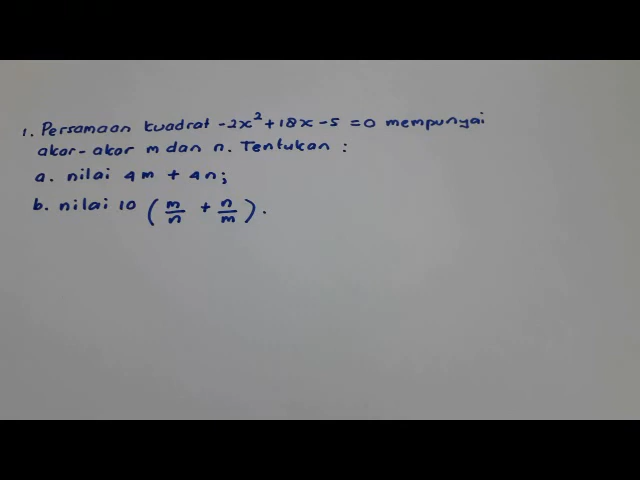 1. Persamaan kuadrat -2x² + 18x - 5 = 0 mempunyai
akar-akar m dan n. Tentukan :
a. nilai 4m + 4n;
b. nilai 10 (m/n + n/m).